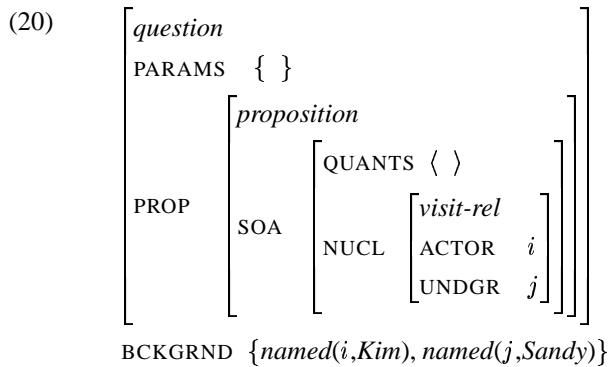 (20)
question
PARAMS { }
proposition
QUANTS ⟨ ⟩
PROP
SOA
visit-rel
NUCL
ACTOR i
UNDGR j
BCKGRND {named(i,Kim), named(j,Sandy)}